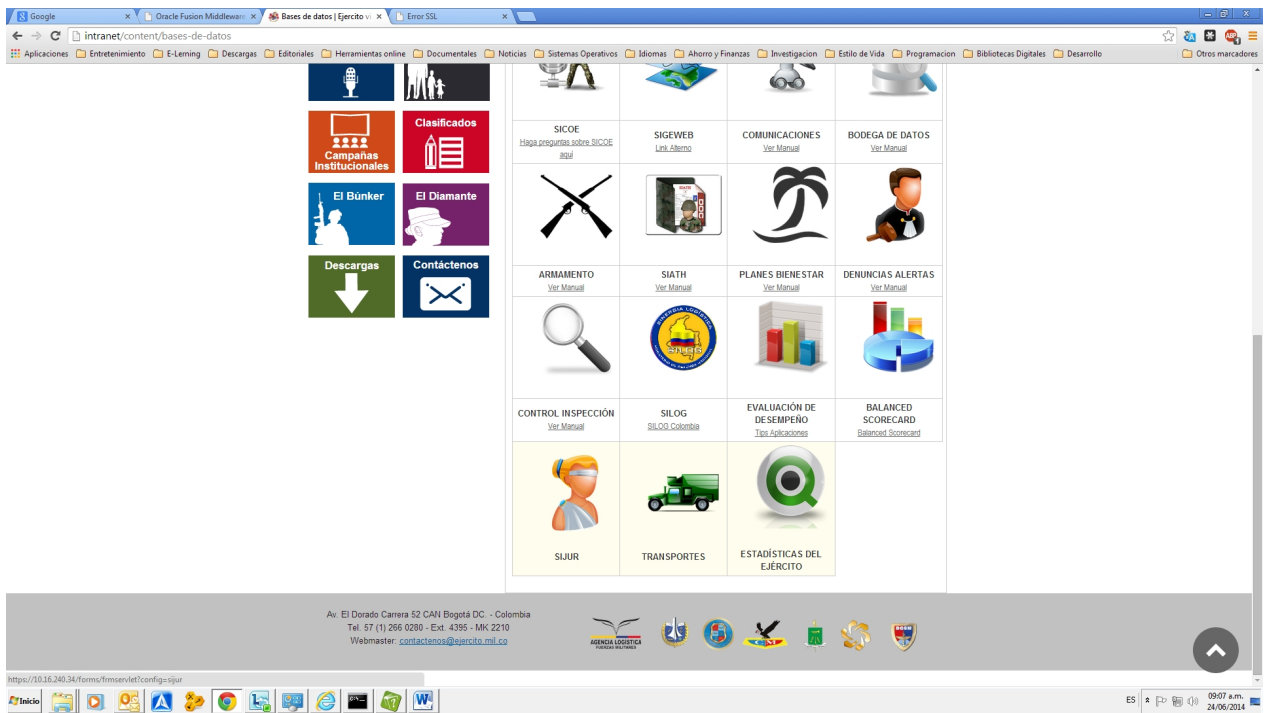 Google
Oracle Fusion Middleware
Bases de datos | Ejercito vi
Error SSL
intranet/content/bases-de-datos
Aplicaciones
Entretenimiento
E-Lerning
Descargas
Editoriales
Herramientas online
Documentales
Noticias
Sistemas Operativos
Idiomas
Ahorro y Finanzas
Investigacion
Estilo de Vida
Programacion
Bibliotecas Digitales
Desarrollo
Otros marcadores
Campañas
Institucionales
Clasificados
El Búnker
El Diamante
Descargas
Contáctenos
SICOE
Haga preguntas sobre SICOE
aquí
SIGEWEB
Link Alterno
COMUNICACIONES
Ver Manual
BODEGA DE DATOS
Ver Manual
SIATH
ARMAMENTO
Ver Manual
SIATH
Ver Manual
PLANES BIENESTAR
Ver Manual
DENUNCIAS ALERTAS
Ver Manual
CONTROL INSPECCIÓN
Ver Manual
SILOG
SILOG Colombia
EVALUACIÓN DE
DESEMPEÑO
Tips Aplicaciones
BALANCED
SCORECARD
Balanced Scorecard
SIJUR
TRANSPORTES
ESTADÍSTICAS DEL
EJÉRCITO
Av. El Dorado Carrera 52 CAN Bogotá DC. - Colombia
Tel. 57 (1) 266 0280 - Ext. 4395 - MK 2210
Webmaster: contactenos@ejercito.mil.co
AGENCIA LOGISTICA
FUERZAS MILITARES
https://10.16.240.34/forms/frmservlet?config=sijur
Inicio
ES
09:07 a.m.
24/06/2014